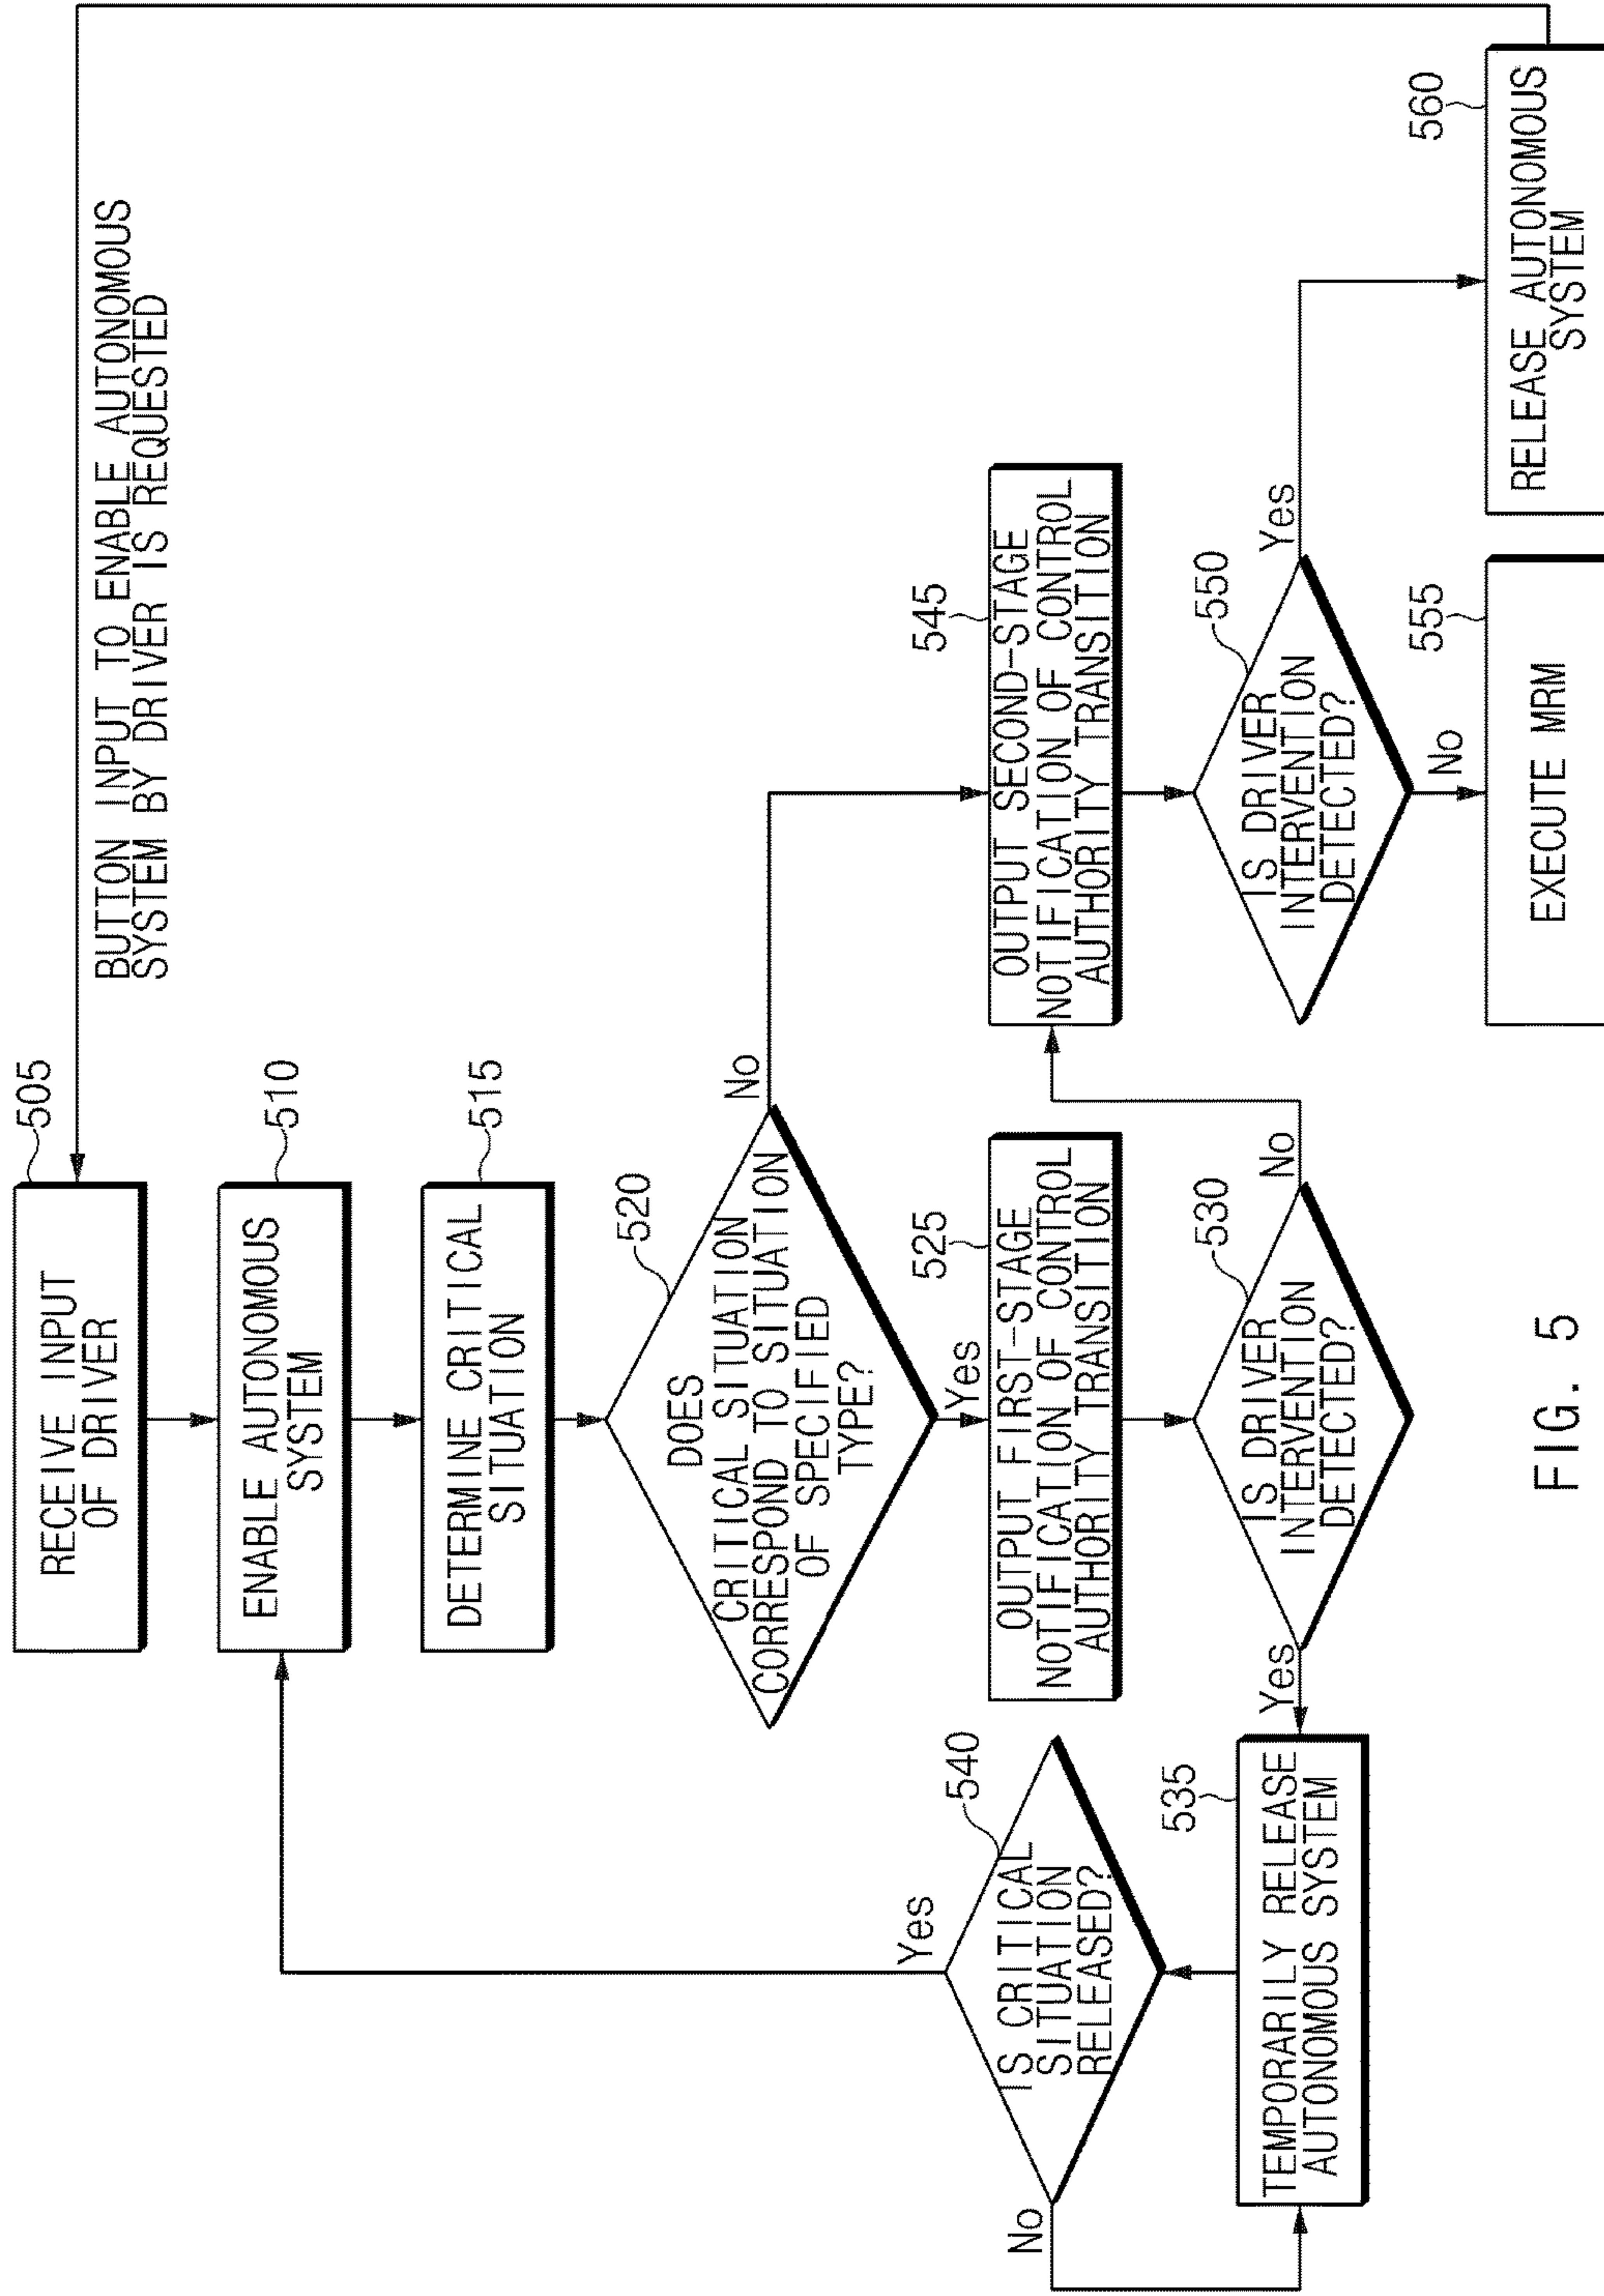 505
RECEIVE INPUT
OF DRIVER
BUTTON INPUT TO ENABLE AUTONOMOUS
SYSTEM BY DRIVER IS REQUESTED
510
ENABLE AUTONOMOUS
SYSTEM
515
DETERMINE CRITICAL
SITUATION
520
DOES
CRITICAL SITUATION
CORRESPOND TO SITUATION
OF SPECIFIED
TYPE?
No
Yes
525
OUTPUT FIRST-STAGE
NOTIFICATION OF CONTROL
AUTHORITY TRANSITION
530
IS DRIVER
INTERVENTION
DETECTED?
Yes
No
535
TEMPORARILY RELEASE
AUTONOMOUS SYSTEM
540
IS CRITICAL
SITUATION
RELEASED?
Yes
No
545
OUTPUT SECOND-STAGE
NOTIFICATION OF CONTROL
AUTHORITY TRANSITION
550
IS DRIVER
INTERVENTION
DETECTED?
Yes
No
555
EXECUTE MRM
560
RELEASE AUTONOMOUS
SYSTEM
FIG. 5